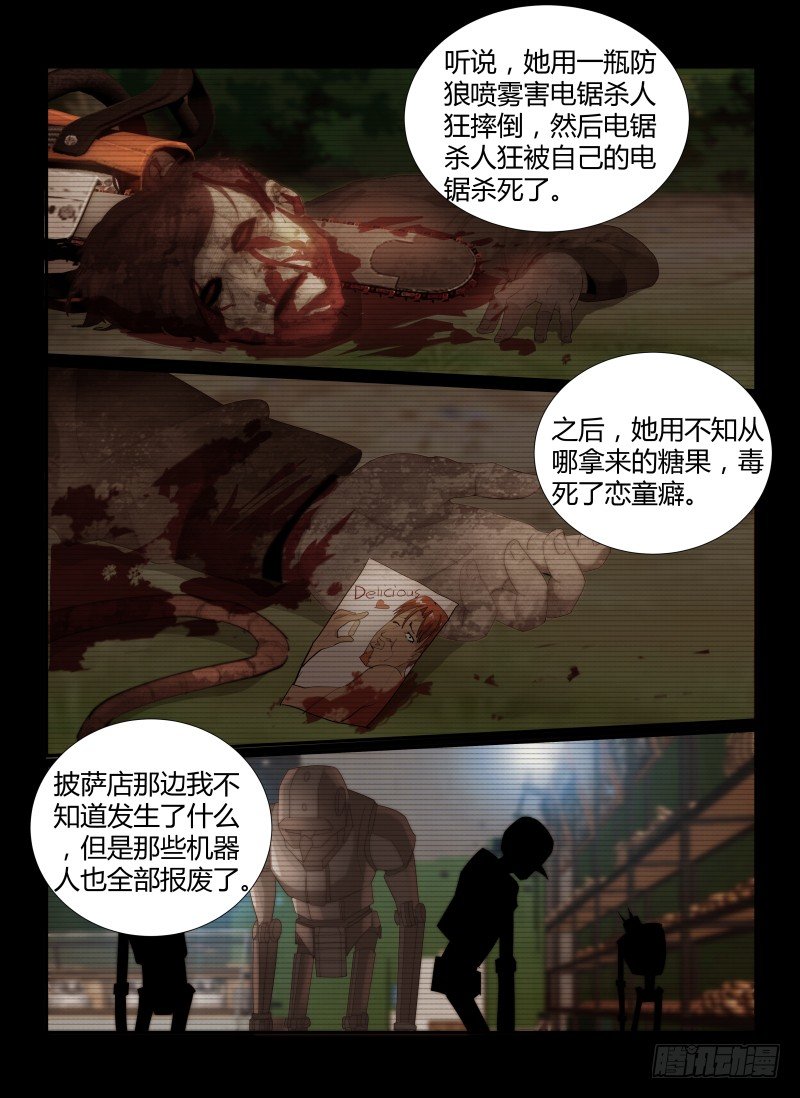 听说，她用一瓶防
狼喷雾害电锯杀人
狂摔倒，然后电锯
杀人狂被自己的电
锯杀死了。
之后，她用不知从
哪拿来的糖果，毒
死了恋童癖。
Delicious
披萨店那边我不
知道发生了什么
，但是那些机器
人也全部报废了。
腾讯动漫